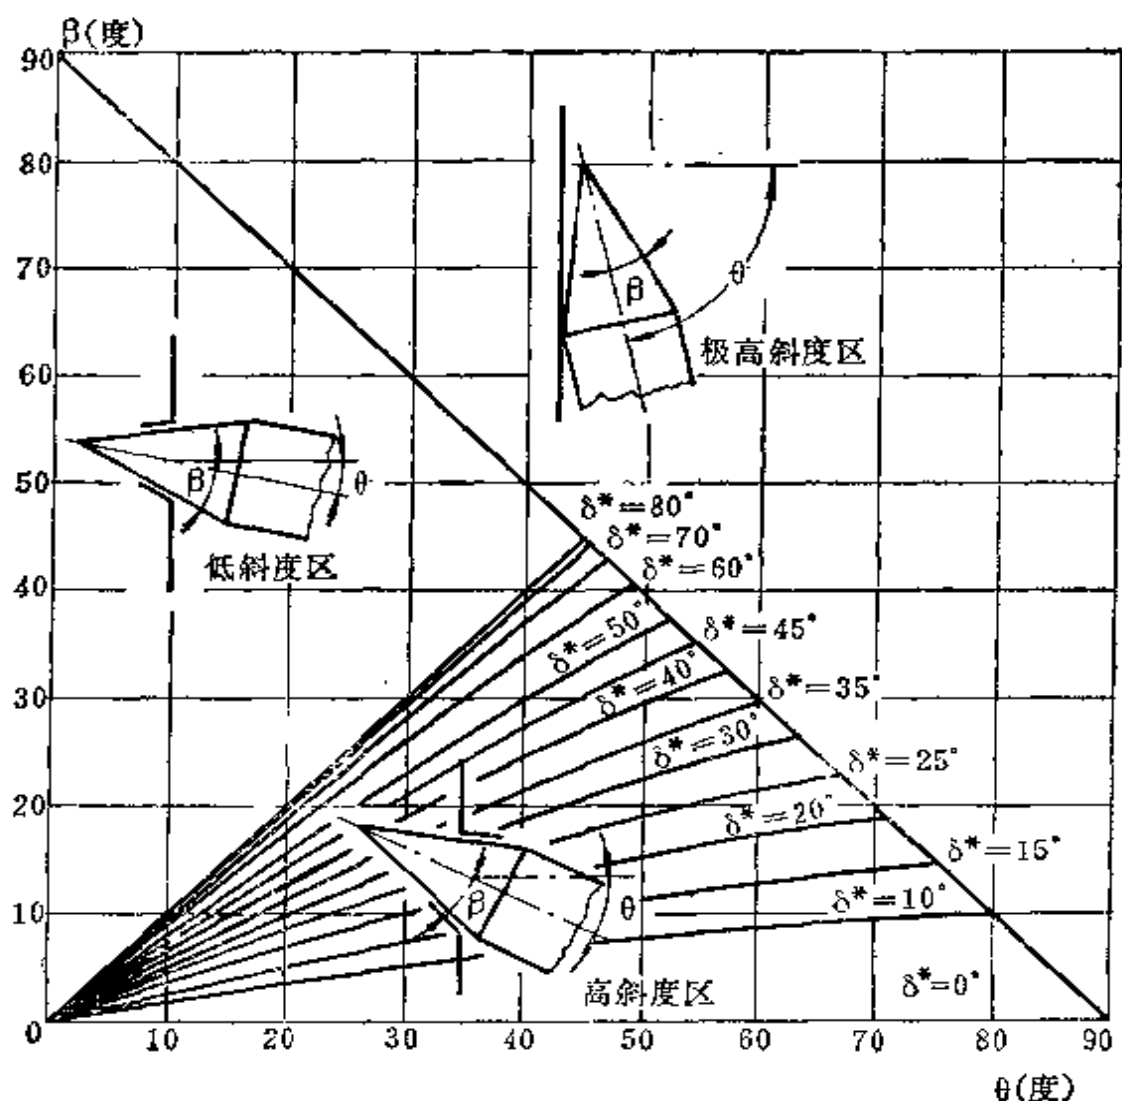 β(度)
90
80
70
60
50
40
30
20
10
0
10
20
30
40
50
60
70
80
90
θ(度)
β
θ
极高斜度区
β
θ
低斜度区
δ*=80°
δ*=70°
δ*=60°
δ*=50°
δ*=45°
δ*=40°
δ*=35°
δ*=30°
δ*=25°
δ*=20°
δ*=15°
δ*=10°
δ*=0°
β
θ
高斜度区